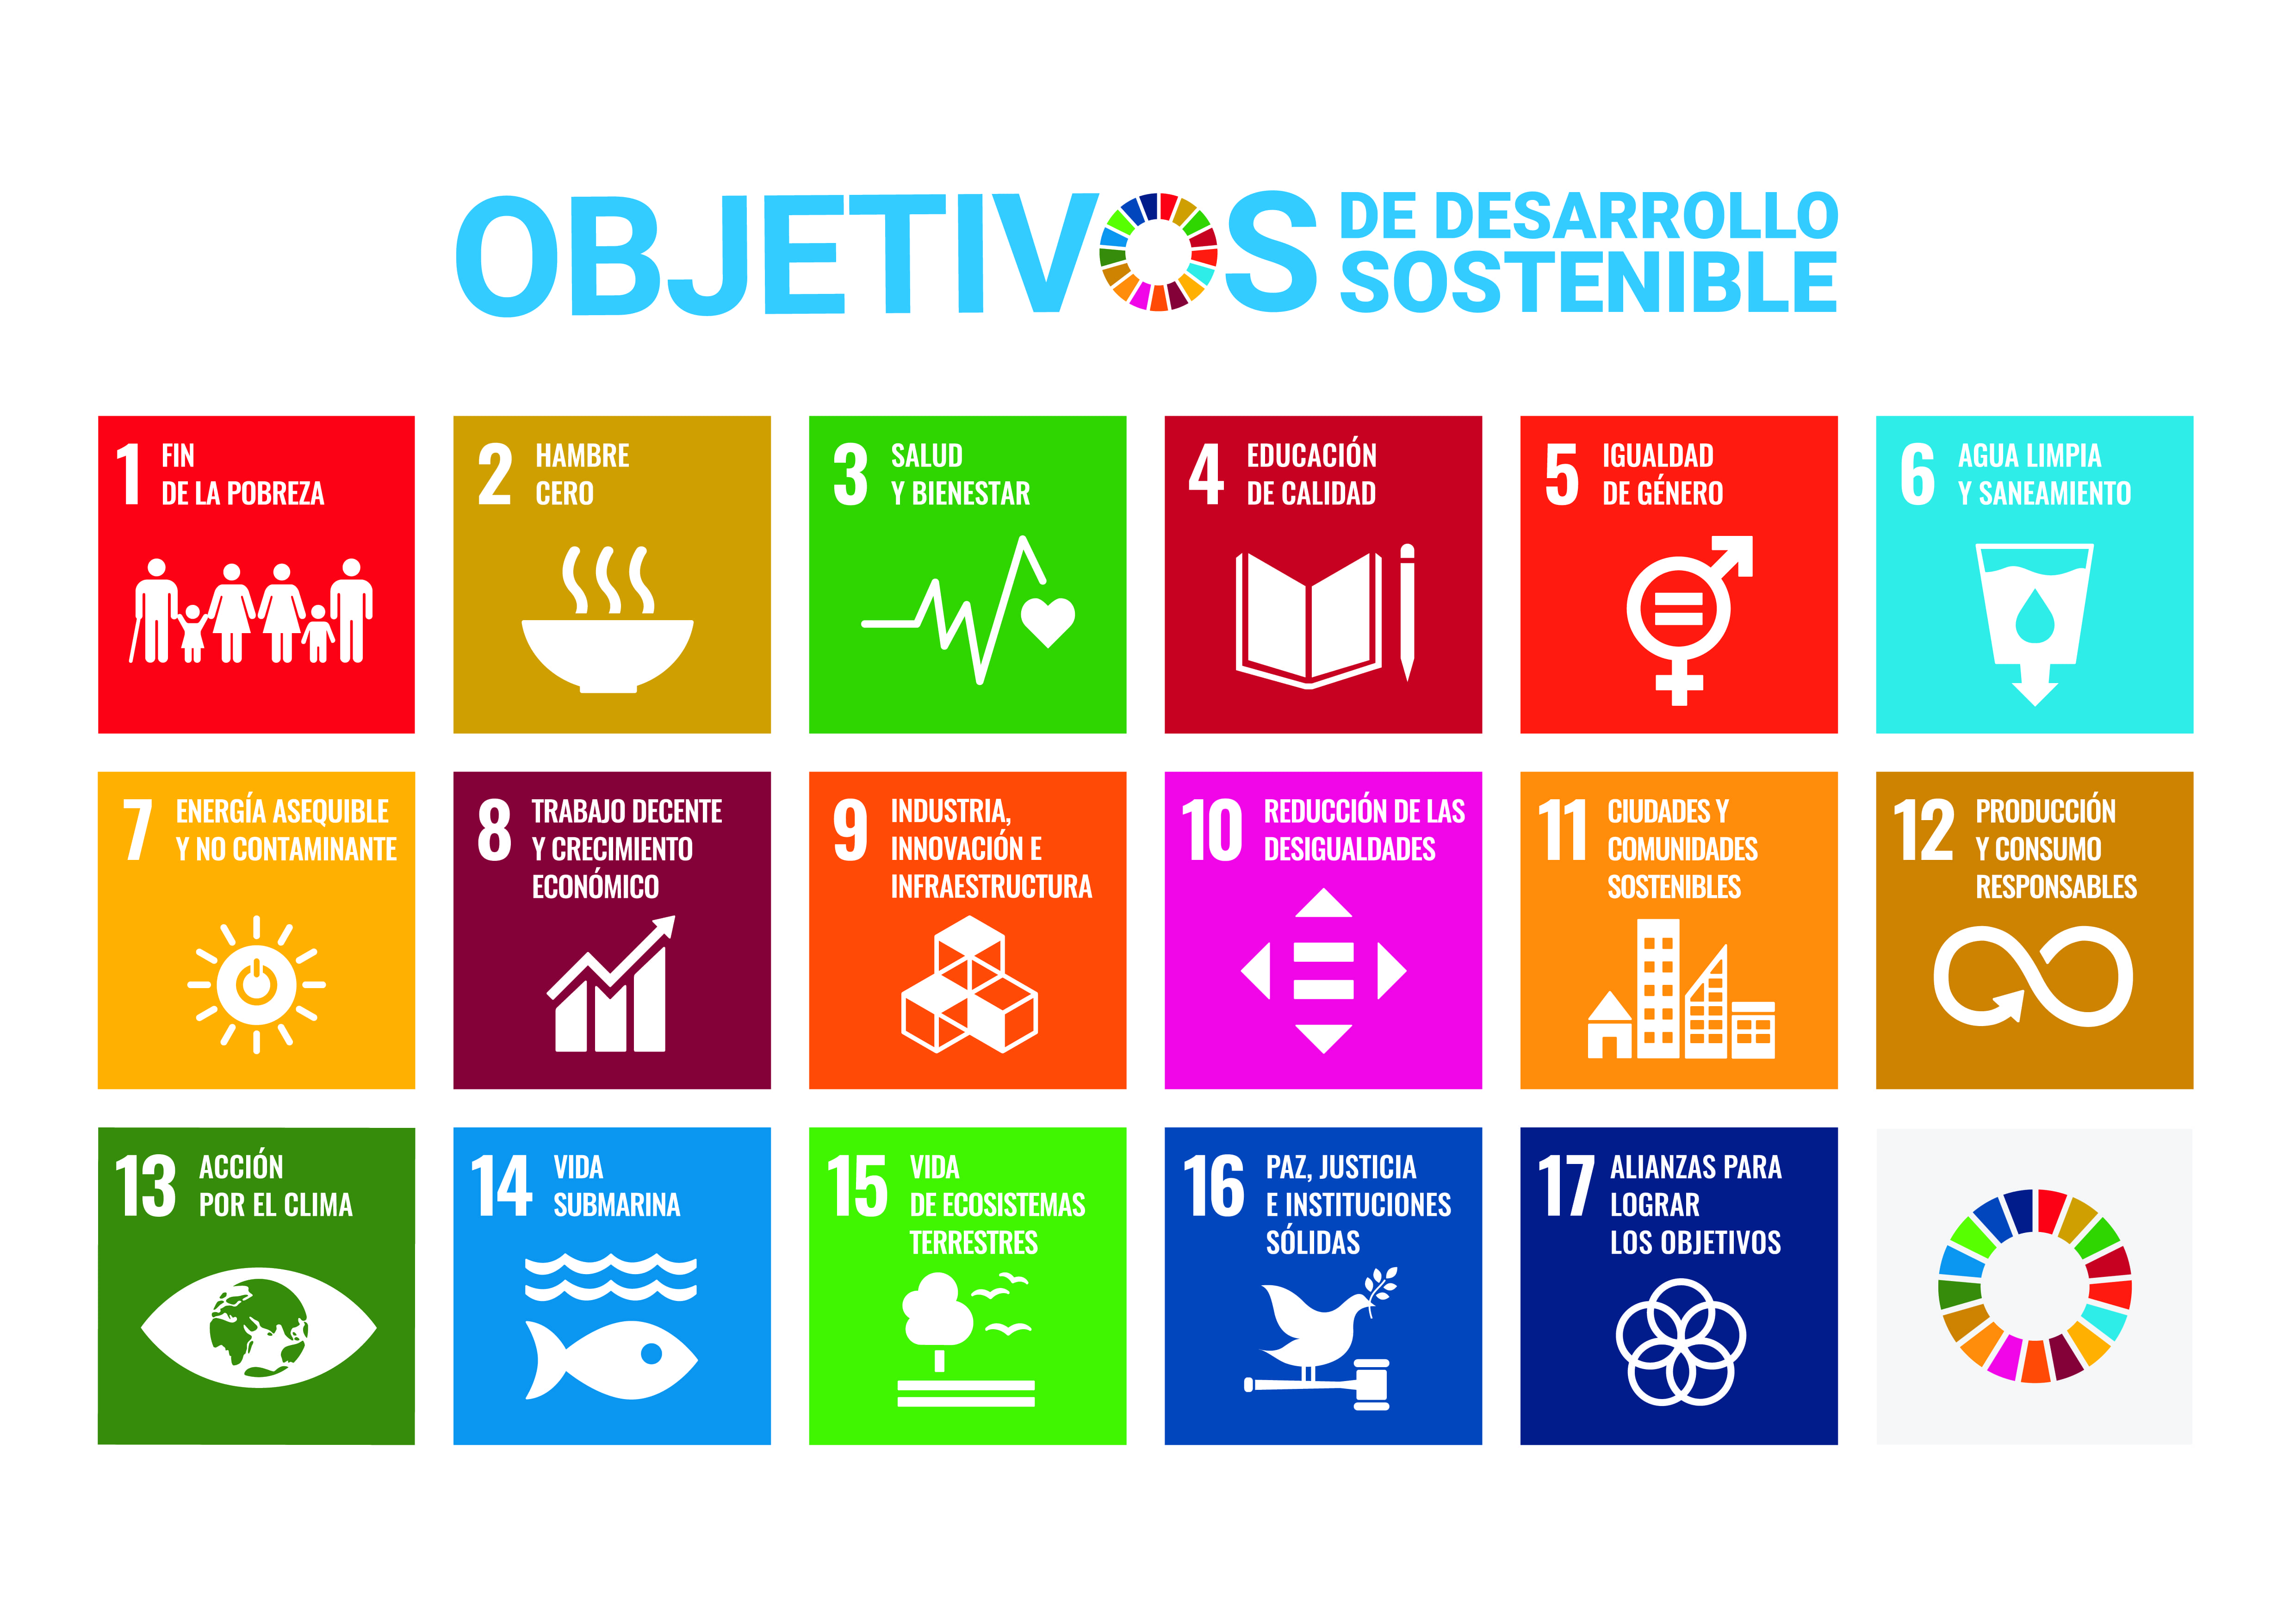 OBJETIVOS
DE DESARROLLO
SOSTENIBLE
1 FIN
DE LA POBREZA
2 HAMBRE
CERO
3 SALUD
Y BIENESTAR
4 EDUCACIÓN
DE CALIDAD
5 IGUALDAD
DE GÉNERO
6 AGUA LIMPIA
Y SANEAMIENTO
7 ENERGÍA ASEQUIBLE
Y NO CONTAMINANTE
8 TRABAJO DECENTE
Y CRECIMIENTO
ECONÓMICO
9 INDUSTRIA,
INNOVACIÓN E
INFRAESTRUCTURA
10 REDUCCIÓN DE LAS
DESIGUALDADES
11 CIUDADES Y
COMUNIDADES
SOSTENIBLES
12 PRODUCCIÓN
Y CONSUMO
RESPONSABLES
13 ACCIÓN
POR EL CLIMA
14 VIDA
SUBMARINA
15 VIDA
DE ECOSISTEMAS
TERRESTRES
16 PAZ, JUSTICIA
E INSTITUCIONES
SÓLIDAS
17 ALIANZAS PARA
LOGRAR
LOS OBJETIVOS